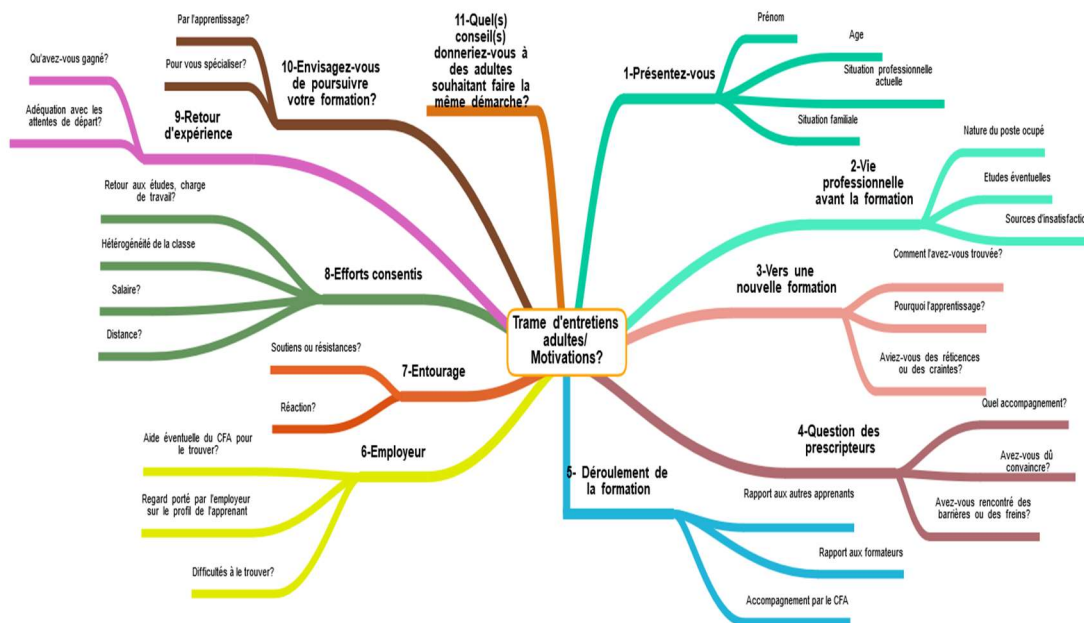 Trame d'entretiens
adultes/
Motivations?
1-Présentez-vous
Prénom
Age
Situation professionnelle
actuelle
Situation familiale
2-Vie
professionnelle
avant la formation
Nature du poste ocupé
Etudes éventuelles
Sources d'insatisfactio
3-Vers une
nouvelle formation
Comment l'avez-vous trouvée?
Pourquoi l'apprentissage?
Aviez-vous des réticences
ou des craintes?
4-Question des
prescripteurs
Quel accompagnement?
Avez-vous dû
convaincre?
Avez-vous rencontré des
barrières ou des freins?
5- Déroulement de
la formation
Rapport aux autres apprenants
Rapport aux formateurs
Accompagnement par le CFA
6-Employeur
Aide éventuelle du CFA pour
le trouver?
Regard porté par l'employeur
sur le profil de l'apprenant
Difficultés à le trouver?
7-Entourage
Soutiens ou résistances?
Réaction?
8-Efforts consentis
Retour aux études, charge
de travail?
Hétérogénéité de la classe
Salaire?
Distance?
9-Retour
d'expérience
Qu'avez-vous gagné?
Adéquation avec les
attentes de départ?
10-Envisagez-vous
de poursuivre
votre formation?
Par l'apprentissage?
Pour vous spécialiser?
11-Quel(s)
conseil(s)
donneriez-vous à
des adultes
souhaitant faire la
même démarche?